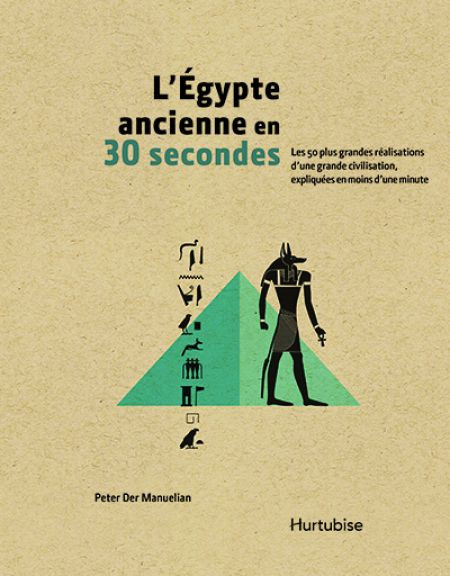 L'Égypte
ancienne en
30 secondes
Les 50 plus grandes réalisations
d'une grande civilisation,
expliquées en moins d'une minute
Peter Der Manuelian
Hurtubise